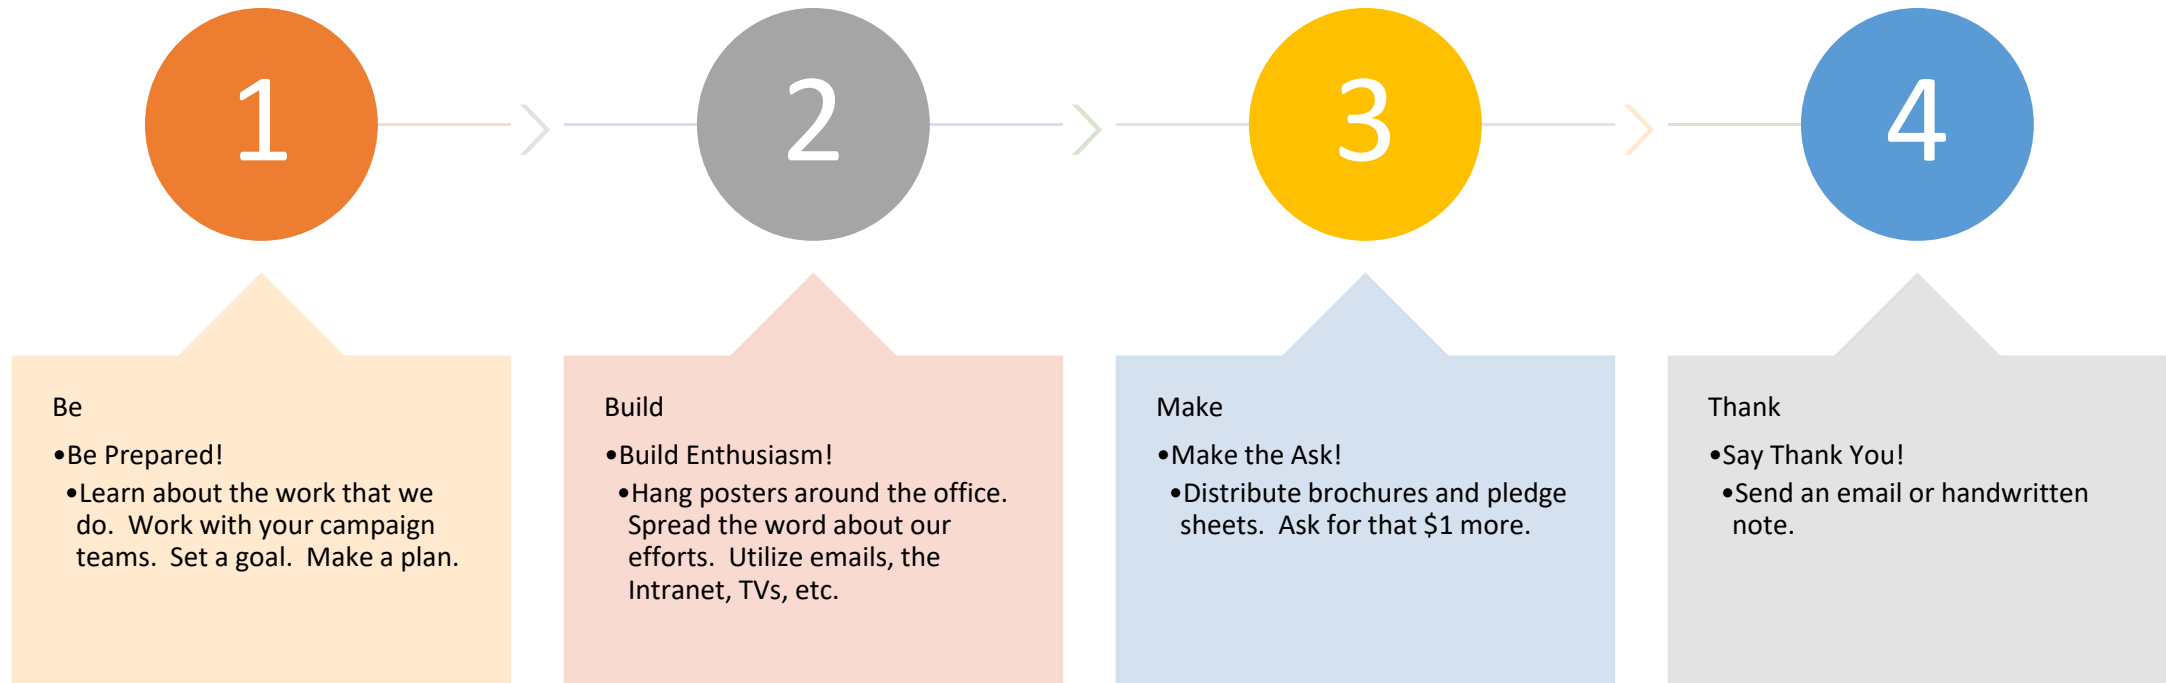 1
2
3
4
Be
•Be Prepared!
•Learn about the work that we
do.  Work with your campaign
teams.  Set a goal.  Make a plan.
Build
•Build Enthusiasm!
•Hang posters around the office.
Spread the word about our
efforts.  Utilize emails, the
Intranet, TVs, etc.
Make
•Make the Ask!
•Distribute brochures and pledge
sheets.  Ask for that $1 more.
Thank
•Say Thank You!
•Send an email or handwritten
note.